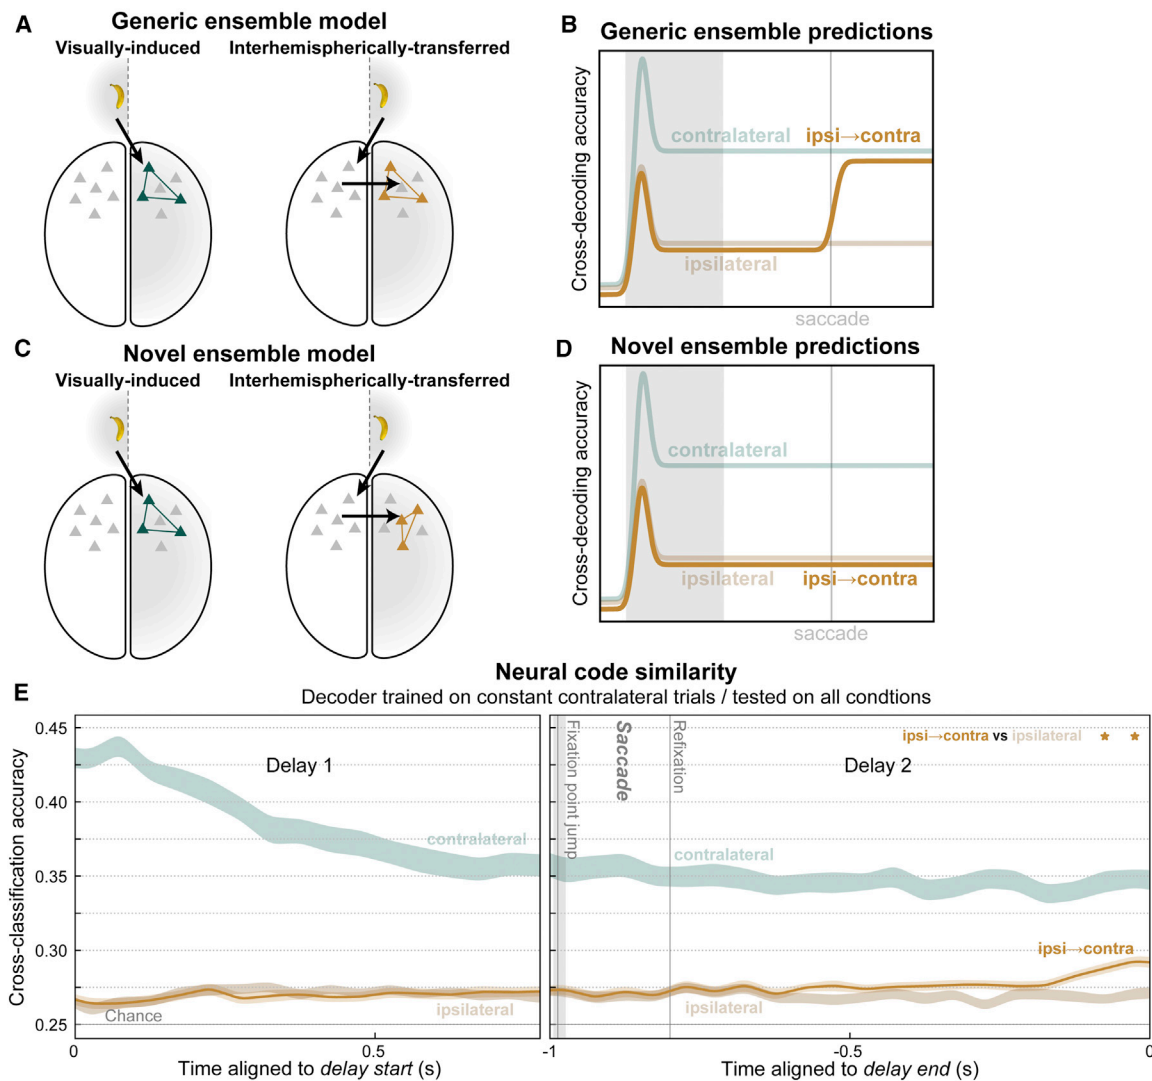 A
Generic ensemble model
Visually-induced
Interhemispherically-transferred
B
Generic ensemble predictions
Cross-decoding accuracy
contralateral
ipsi→contra
ipsilateral
saccade
C
Novel ensemble model
Visually-induced
Interhemispherically-transferred
D
Novel ensemble predictions
Cross-decoding accuracy
contralateral
ipsilateral
ipsi→contra
saccade
Neural code similarity
E
Decoder trained on constant contralateral trials / tested on all condtions
Cross-classification accuracy
0.45
0.40
0.35
0.30
0.25
Delay 1
contralateral
ipsilateral
Chance
0
0.5
Time aligned to delay start (s)
Fixation point jump
Saccade
Refixation
ipsi→contra vs ipsilateral
Delay 2
contralateral
ipsi→contra
ipsilateral
-1
-0.5
0
Time aligned to delay end (s)